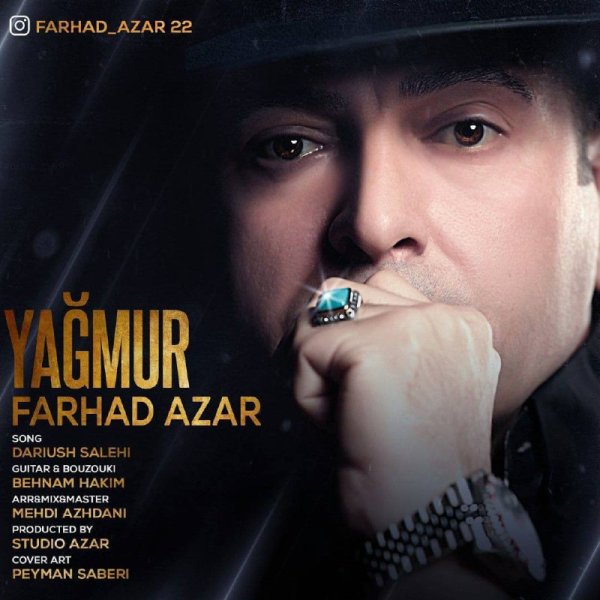 FARHAD_AZAR 22
YAĞMUR
FARHAD AZAR
SONG
DARIUSH SALEHI
GUITAR & BOUZOUKI
BEHNAM HAKIM
ARR&MIX&MASTER
MEHDI AZHDANI
PRODUCTED BY
STUDIO AZAR
COVER ART
PEYMAN SABERI